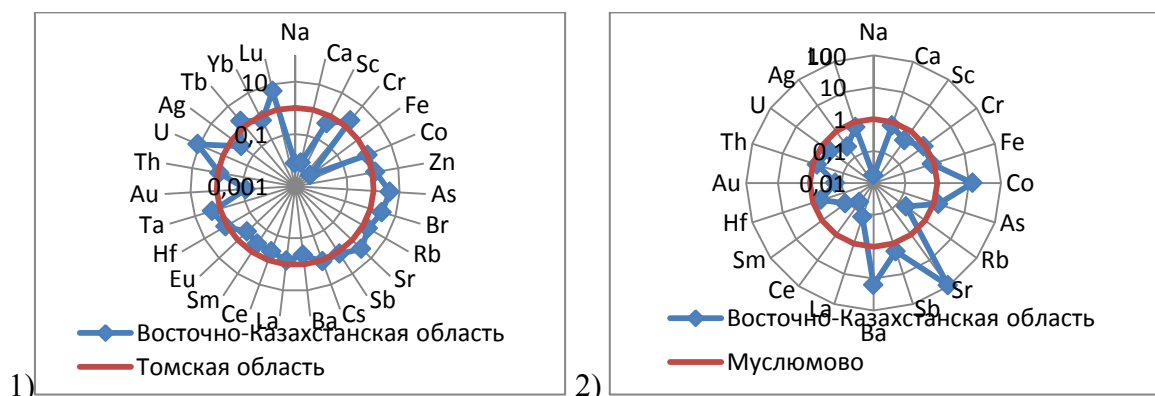 1)
Na
Ca
Sc
Cr
Fe
Co
Zn
As
Br
Rb
Sr
Sb
Cs
Ba
La
Ce
Sm
Eu
Hf
Ta
Au
Th
U
Ag
Tb
Yb
Lu
10
0,1
0,001
Восточно-Казахстанская область
Томская область
2)
Na
Ca
Sc
Cr
Fe
Co
As
Rb
Sr
Sb
Ba
La
Ce
Sm
Hf
Au
Th
U
Ag
100
10
1
0,1
0,01
Восточно-Казахстанская область
Муслюмово